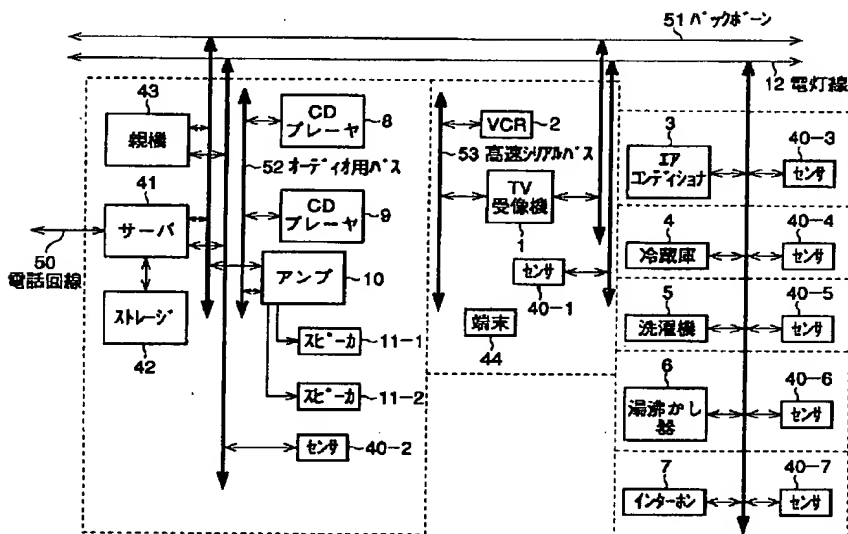 51 バックボーン
12 電灯線
43
親機
41
サーバ
50
電話回線
ストレージ
42
CD
プレーヤ
8
52 オーディオ用バス
CD
プレーヤ
9
アンプ
10
スピーカ
11-1
スピーカ
11-2
センサ
40-2
VCR
2
53 高速シリアルバス
TV
受像機
1
センサ
40-1
端末
44
3
エア
コンディショナ
40-3
センサ
4
冷蔵庫
40-4
センサ
5
洗濯機
40-5
センサ
6
湯沸かし
器
40-6
センサ
7
インターホン
40-7
センサ